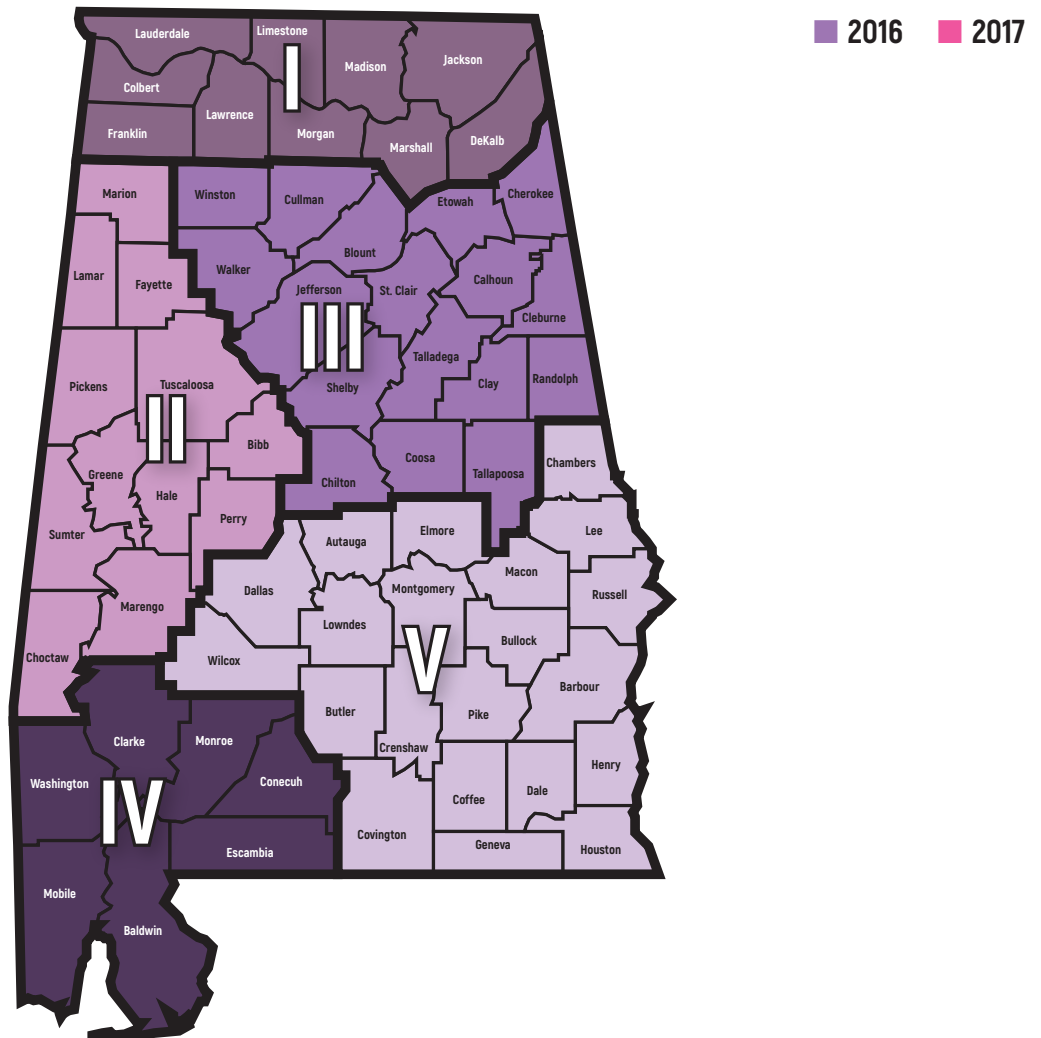 2016 2017
Lauderdale
Limestone
Madison
Jackson
Colbert
Lawrence
I
Franklin
Morgan
Marshall
DeKalb
Marion
Winston
Cullman
Etowah
Cherokee
Blount
Lamar
Fayette
Walker
Jefferson
St. Clair
Calhoun
Cleburne
III
Talladega
Pickens
Tuscaloosa
Shelby
Clay
Randolph
II
Bibb
Greene
Hale
Chilton
Coosa
Tallapoosa
Chambers
Sumter
Perry
Autauga
Elmore
Lee
Macon
Dallas
Montgomery
Russell
Marengo
Lowndes
Bullock
Choctaw
Wilcox
V
Barbour
Butler
Pike
Clarke
Monroe
Crenshaw
Washington
Conecuh
Henry
IV
Coffee
Dale
Covington
Geneva
Houston
Escambia
Mobile
Baldwin